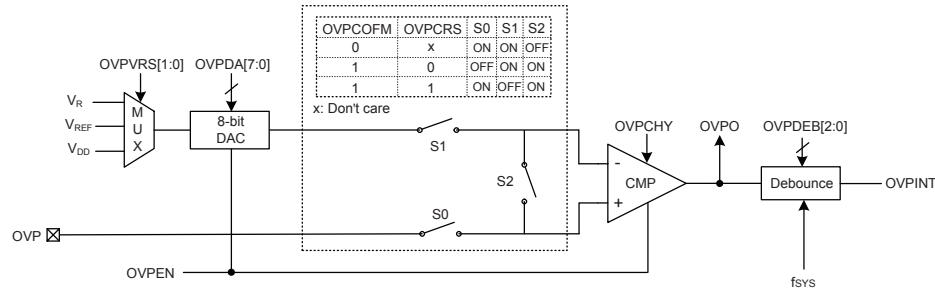 OVPCOFM OVPCRS S0 S1 S2
0 x ON ON OFF
1 0 OFF ON ON
1 1 ON OFF ON
x: Don't care
OVPVRS[1:0]
OVPDA[7:0]
VR
VREF
VDD
M
U
X
8-bit
DAC
S1
S2
S0
OVPCHY
OVPO
OVPDEB[2:0]
-
CMP
+
Debounce
OVPINT
OVP
OVPEN
fSYS